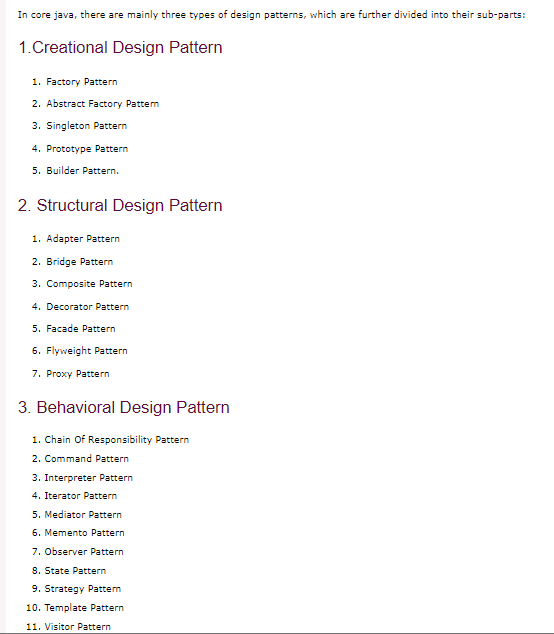 In core java, there are mainly three types of design patterns, which are further divided into their sub-parts:
1.Creational Design Pattern
1. Factory Pattern
2. Abstract Factory Pattern
3. Singleton Pattern
4. Prototype Pattern
5. Builder Pattern.
2. Structural Design Pattern
1. Adapter Pattern
2. Bridge Pattern
3. Composite Pattern
4. Decorator Pattern
5. Facade Pattern
6. Flyweight Pattern
7. Proxy Pattern
3. Behavioral Design Pattern
1. Chain Of Responsibility Pattern
2. Command Pattern
3. Interpreter Pattern
4. Iterator Pattern
5. Mediator Pattern
6. Memento Pattern
7. Observer Pattern
8. State Pattern
9. Strategy Pattern
10. Template Pattern
11. Visitor Pattern